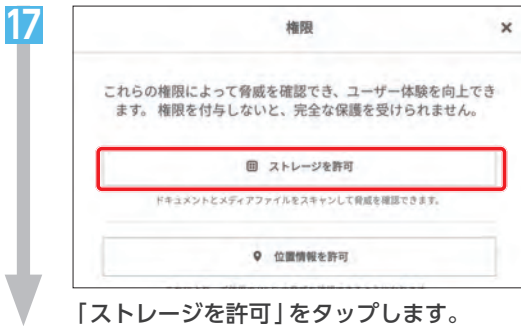 17
権限 ×
これらの権限によって脅威を確認でき、ユーザー体験を向上でき
ます。 権限を付与しないと、完全な保護を受けられません。
ストレージを許可
ドキュメントとメディアファイルをスキャンして脅威を確認できます。
位置情報を許可
「ストレージを許可」をタップします。